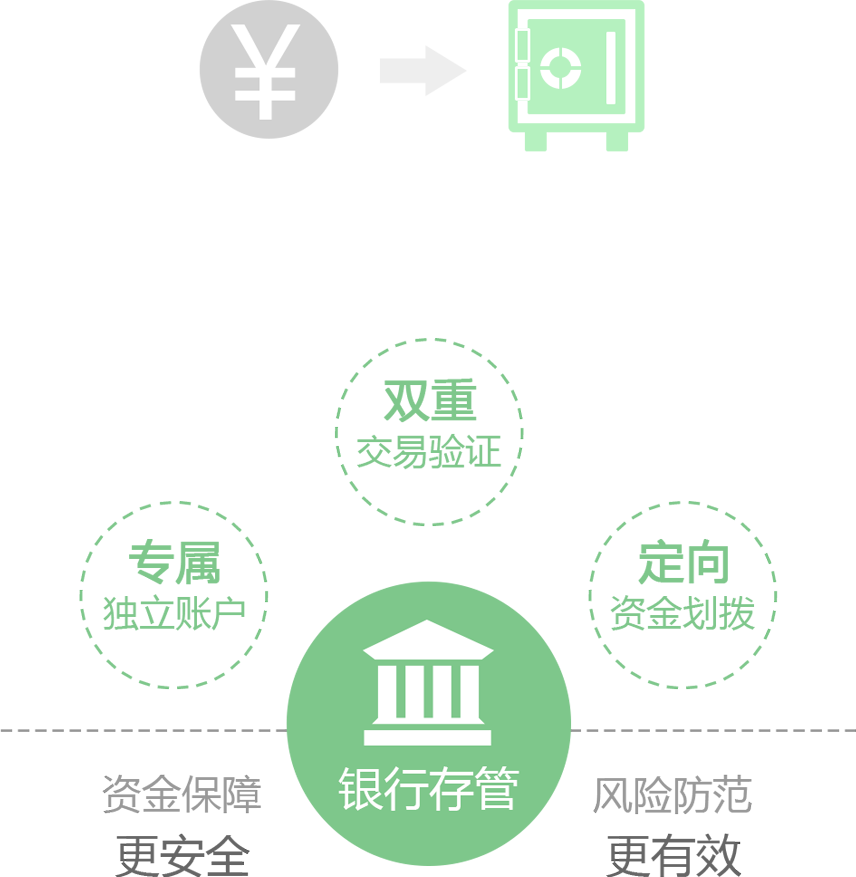 ¥
双重
交易验证
专属
独立账户
定向
资金划拨
银行存管
资金保障
更安全
风险防范
更有效